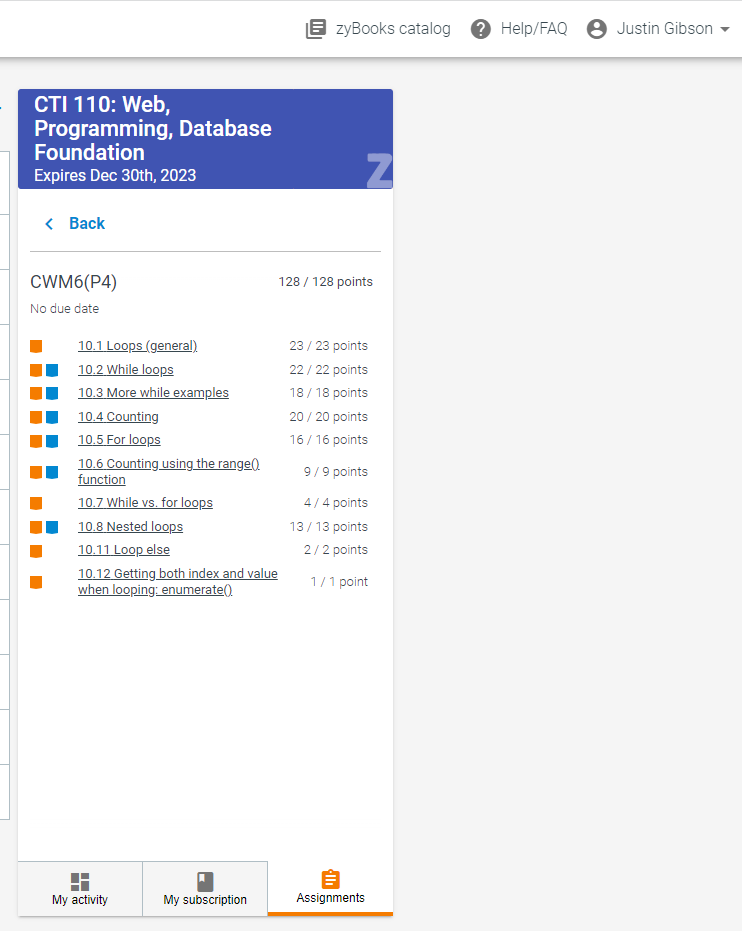 zyBooks catalog
Help/FAQ
Justin Gibson
CTI 110: Web,
Programming, Database
Foundation
Expires Dec 30th, 2023
Z
Back
CWM6(P4)
128 / 128 points
No due date
10.1 Loops (general)
23 / 23 points
10.2 While loops
22 / 22 points
10.3 More while examples
18 / 18 points
10.4 Counting
20 / 20 points
10.5 For loops
16 / 16 points
10.6 Counting using the range()
function
9 / 9 points
10.7 While vs. for loops
4 / 4 points
10.8 Nested loops
13 / 13 points
10.11 Loop else
2 / 2 points
10.12 Getting both index and value
when looping: enumerate()
1 / 1 point
My activity
My subscription
Assignments